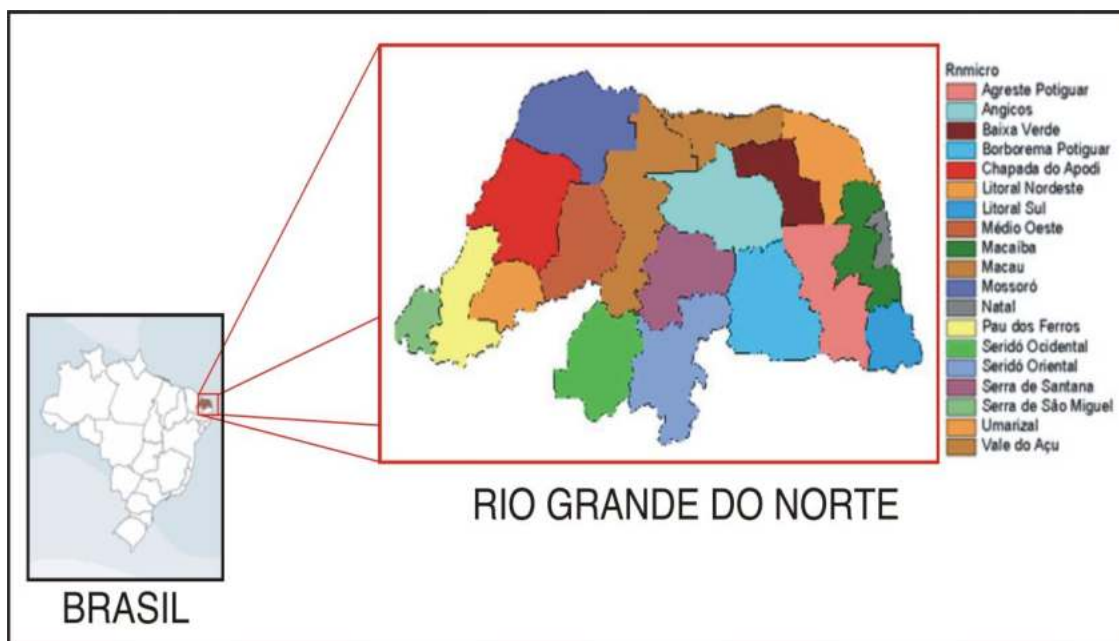 Rnmicro
Agreste Potiguar
Angicos
Baixa Verde
Borborema Potiguar
Chapada do Apodi
Litoral Nordeste
Litoral Sul
Médio Oeste
Macaíba
Macau
Mossoró
Natal
Pau dos Ferros
Seridó Ocidental
Seridó Oriental
Serra de Santana
Serra de São Miguel
Umarizal
Vale do Açu
RIO GRANDE DO NORTE
BRASIL